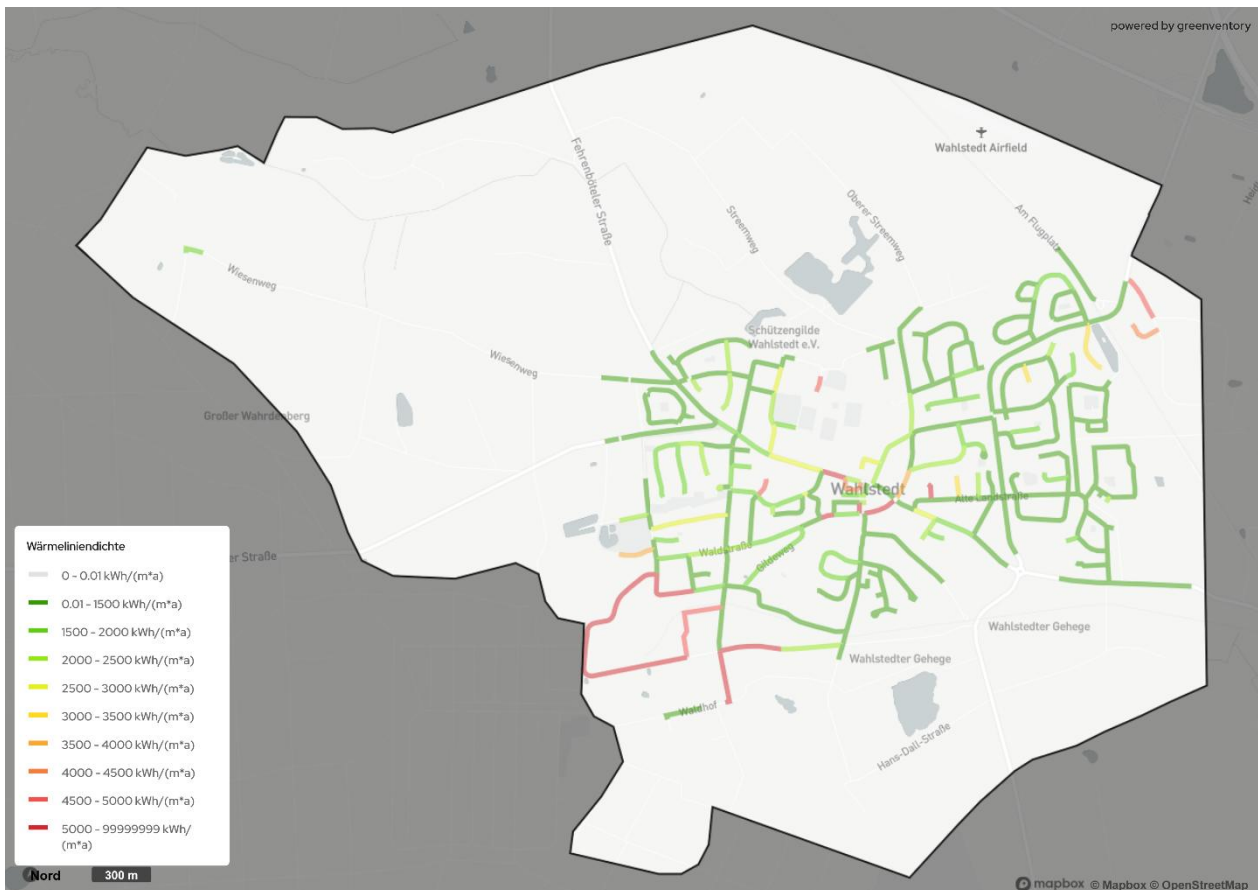 powered by greenventory
Wahlstedt Airfield
Fehrenböteler Straße
Streemweg
Oberer Streemweg
Am Flugplatz
Wiesenweg
Schützengilde
Wahlstedt e.V.
Wiesenweg
Großer Wahrdenberg
Wahlstedt
Alte Landstraße
Waldstraße
Gildeweg
Wahlstedter Gehege
Wahlstedter Gehege
Waldhof
Hans-Dall-Straße
er Straße
Wärmeliniendichte
0 - 0.01 kWh/(m*a)
0.01 - 1500 kWh/(m*a)
1500 - 2000 kWh/(m*a)
2000 - 2500 kWh/(m*a)
2500 - 3000 kWh/(m*a)
3000 - 3500 kWh/(m*a)
3500 - 4000 kWh/(m*a)
4000 - 4500 kWh/(m*a)
4500 - 5000 kWh/(m*a)
5000 - 99999999 kWh/
(m*a)
Nord 300 m
mapbox © Mapbox © OpenStreetMap